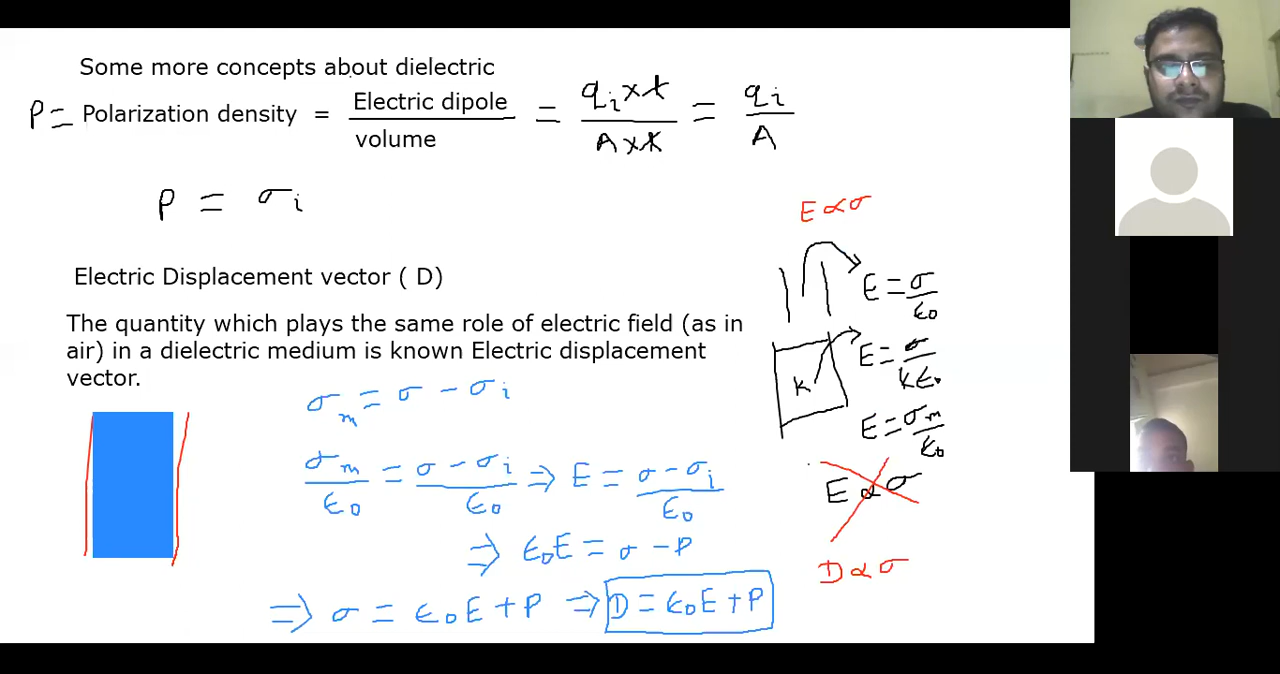 Some more concepts about dielectric
P = Polarization density = Electric dipole / volume = qi x t / A x t = qi / A
P = σi
Electric Displacement vector ( D)
The quantity which plays the same role of electric field (as in
air) in a dielectric medium is known Electric displacement
vector.
σm = σ - σi
σm / ε0 = σ - σi / ε0 ⇒ E = σ - σi / ε0
⇒ ε0E = σ - P
⇒ σ = ε0E + P ⇒ D = ε0E + P
E ∝ σ
E = σ / ε0
K
E = σ / Kε0
E = σm / ε0
E ∝ σ
D ∝ σ